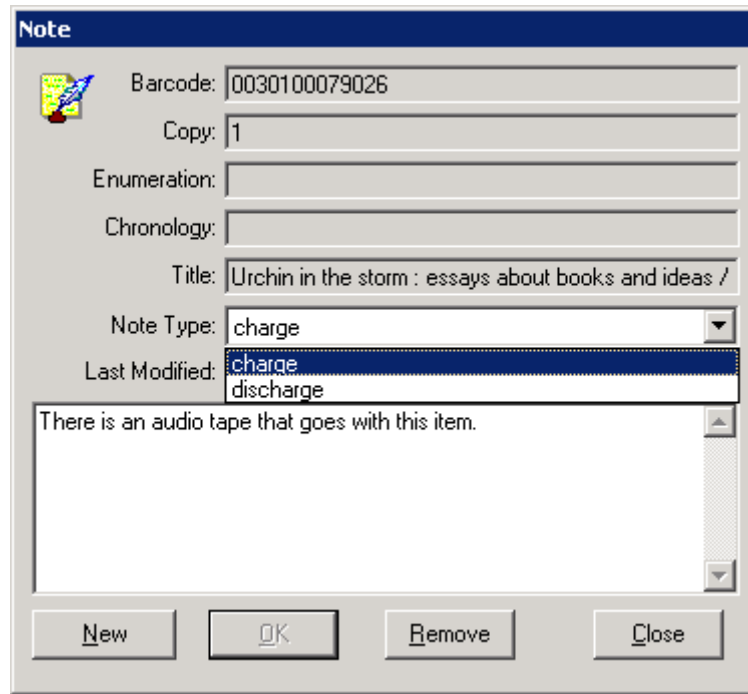 Note
Barcode: 0030100079026
Copy: 1
Enumeration:
Chronology:
Title: Urchin in the storm : essays about books and ideas /
Note Type: charge
Last Modified: charge
discharge
There is an audio tape that goes with this item.
New OK Remove Close